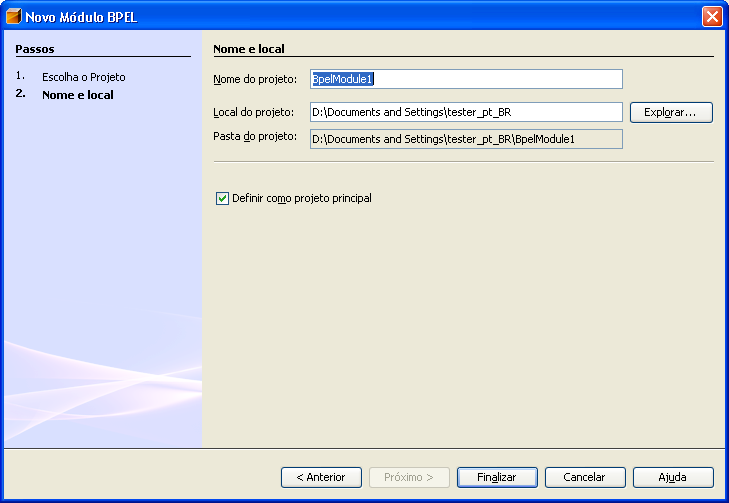 Novo Módulo BPEL
Passos
1. Escolha o Projeto
2. Nome e local
Nome e local
Nome do projeto: BpelModule1
Local do projeto: D:\Documents and Settings\tester_pt_BR Explorar...
Pasta do projeto: D:\Documents and Settings\tester_pt_BR\BpelModule1
Definir como projeto principal
< Anterior Próximo > Finalizar Cancelar Ajuda